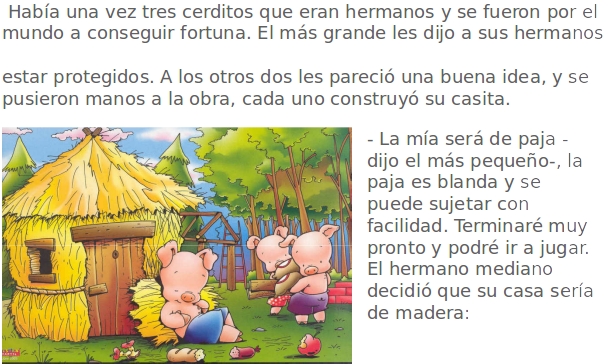 Había una vez tres cerditos que eran hermanos y se fueron por el
mundo a conseguir fortuna. El más grande les dijo a sus hermanos
estar protegidos. A los otros dos les pareció una buena idea, y se
pusieron manos a la obra, cada uno construyó su casita.
- La mía será de paja -
dijo el más pequeño-, la
paja es blanda y se
puede sujetar con
facilidad. Terminaré muy
pronto y podré ir a jugar.
El hermano mediano
decidió que su casa sería
de madera: